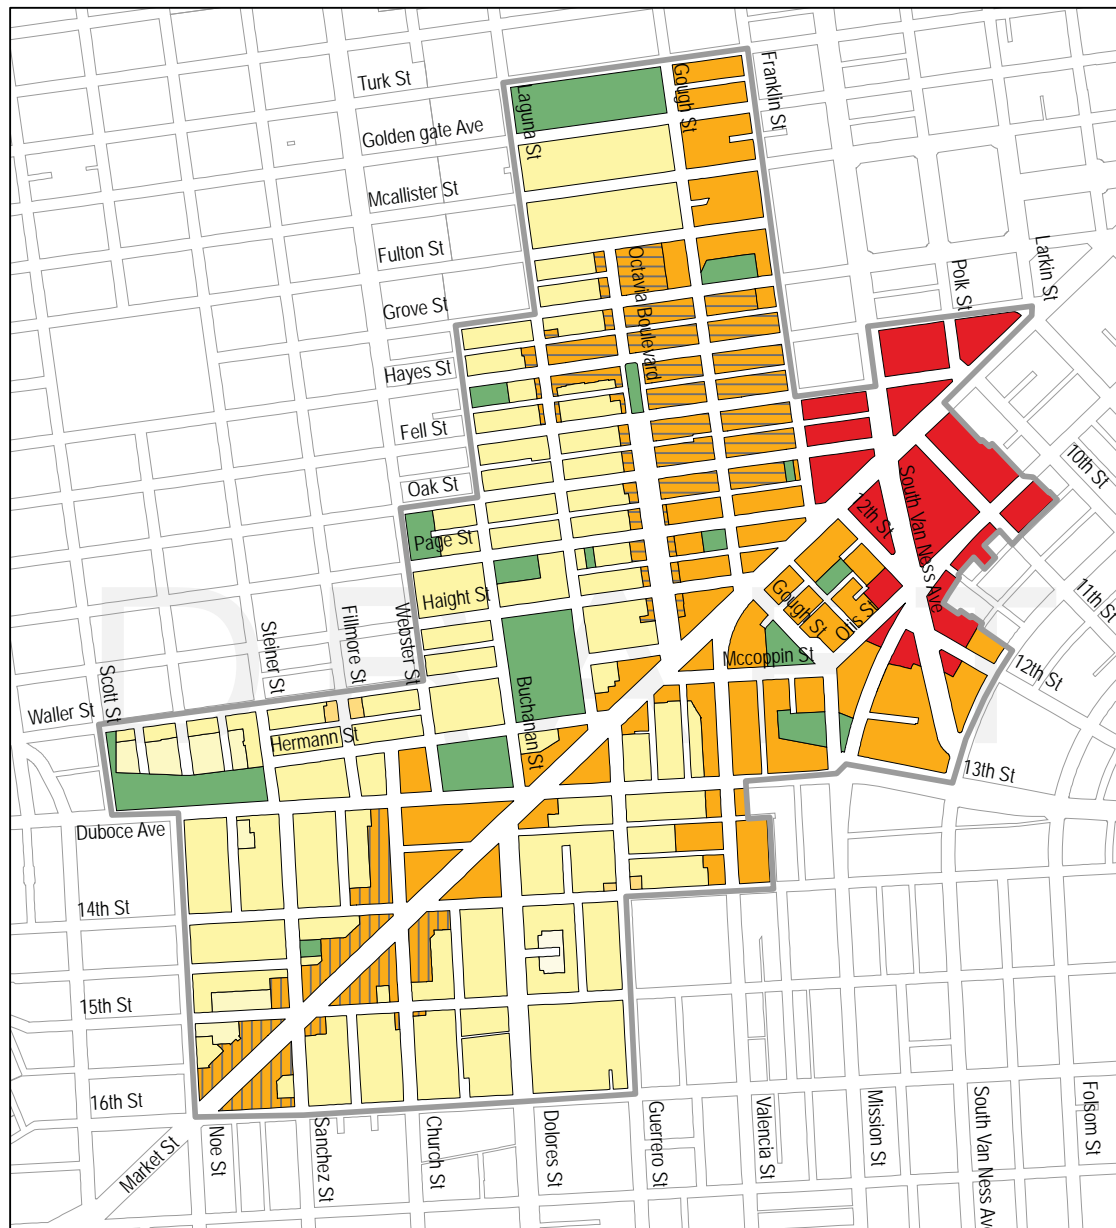 Turk St
Golden gate Ave
Mcallister St
Fulton St
Grove St
Hayes St
Fell St
Oak St
Page St
Haight St
Laguna St
Gough St
Franklin St
Octavia Boulevard
Larkin St
Polk St
10th St
11th St
12th St
South Van Ness Ave
12th St
Gough St
Mccoppin St
13th St
Webster St
Fillmore St
Steiner St
Scott St
Waller St
Hermann St
Buchanan St
Duboce Ave
14th St
15th St
16th St
Market St
Noe St
Sanchez St
Church St
Dolores St
Guerrero St
Valencia St
Mission St
South Van Ness Av
Folsom St